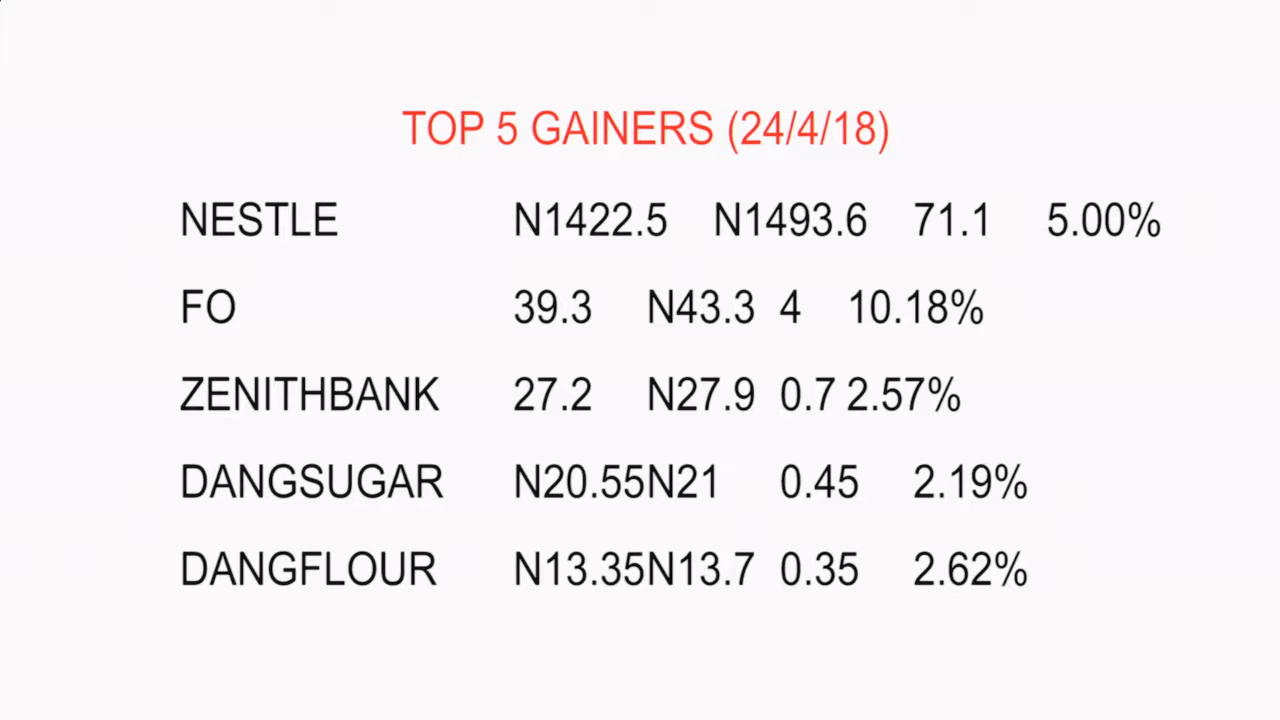 TOP 5 GAINERS (24/4/18)
NESTLE N1422.5 N1493.6 71.1 5.00%
FO 39.3 N43.3 4 10.18%
ZENITHBANK 27.2 N27.9 0.7 2.57%
DANGSUGAR N20.55N21 0.45 2.19%
DANGFLOUR N13.35N13.7 0.35 2.62%